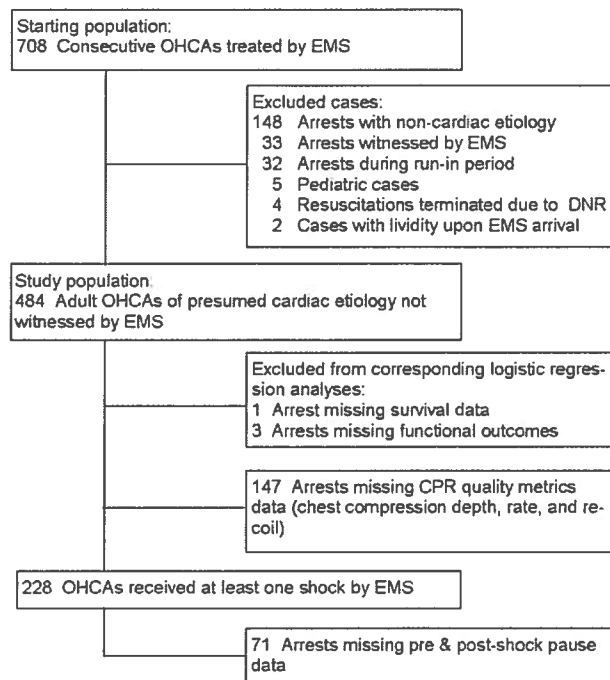 Starting population:
708 Consecutive OHCAs treated by EMS
Excluded cases:
148 Arrests with non-cardiac etiology
33 Arrests witnessed by EMS
32 Arrests during run-in period
5 Pediatric cases
4 Resuscitations terminated due to DNR
2 Cases with lividity upon EMS arrival
Study population:
484 Adult OHCAs of presumed cardiac etiology not
witnessed by EMS
Excluded from corresponding logistic regres-
sion analyses:
1 Arrest missing survival data
3 Arrests missing functional outcomes
147 Arrests missing CPR quality metrics
data (chest compression depth, rate, and re-
coil)
228 OHCAs received at least one shock by EMS
71 Arrests missing pre & post-shock pause
data